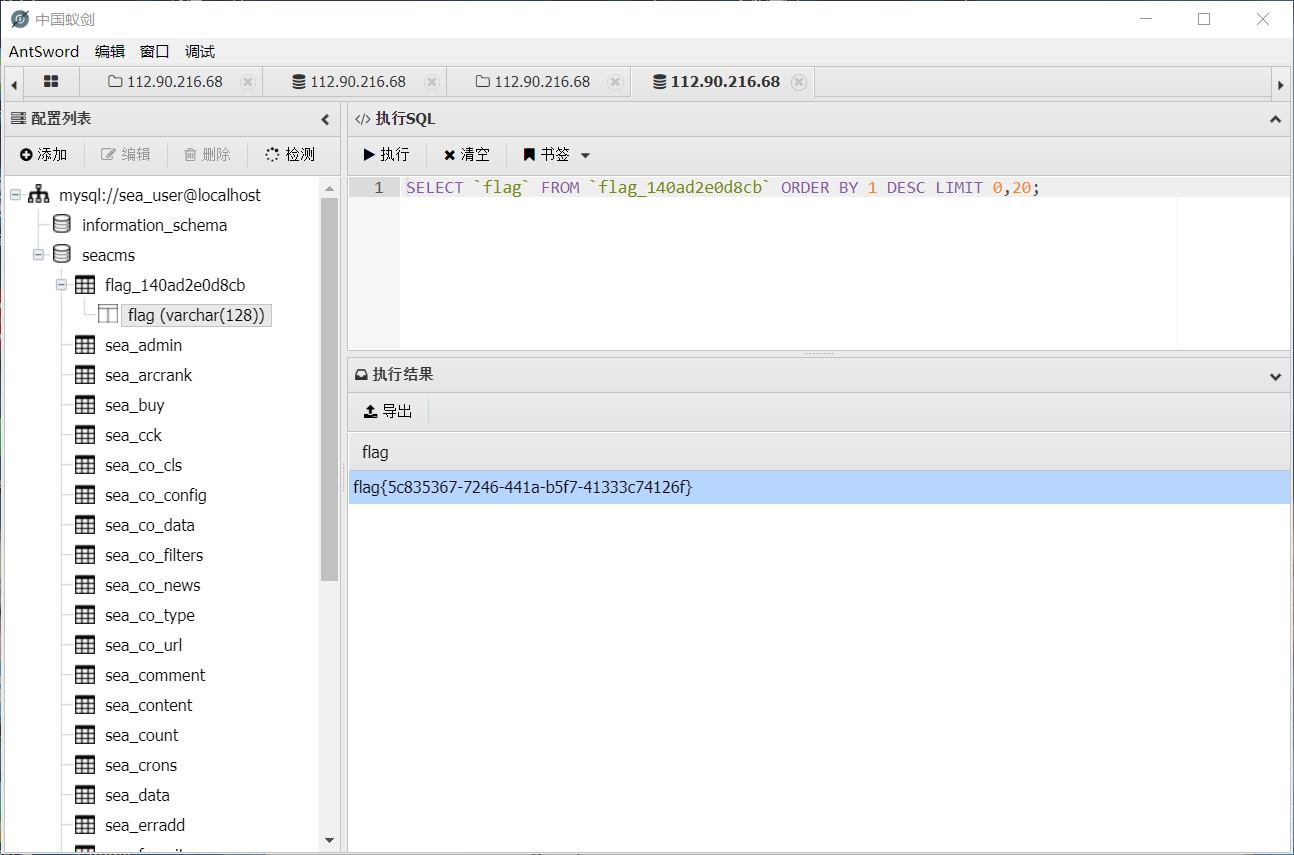 中国蚁剑
AntSword 编辑 窗口 调试
112.90.216.68 112.90.216.68 112.90.216.68 112.90.216.68
配置列表
添加 编辑 删除 检测
mysql://sea_user@localhost
information_schema
seacms
flag_140ad2e0d8cb
flag (varchar(128))
sea_admin
sea_arcrank
sea_buy
sea_cck
sea_co_cls
sea_co_config
sea_co_data
sea_co_filters
sea_co_news
sea_co_type
sea_co_url
sea_comment
sea_content
sea_count
sea_crons
sea_data
sea_erradd
</> 执行SQL
执行 清空 书签
1 SELECT `flag` FROM `flag_140ad2e0d8cb` ORDER BY 1 DESC LIMIT 0,20;
执行结果
导出
flag
flag{5c835367-7246-441a-b5f7-41333c74126f}